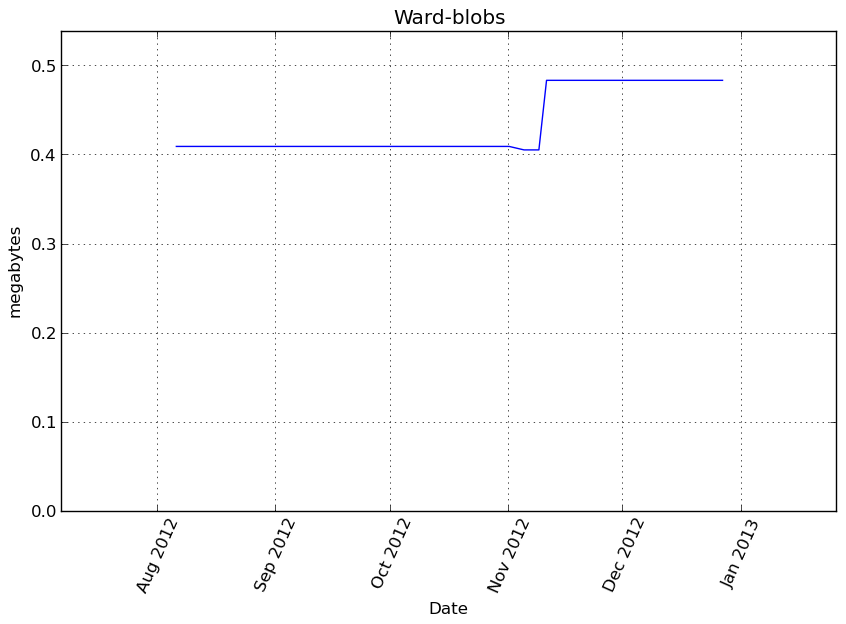 Ward-blobs
0.5
0.4
0.3
0.2
0.1
0.0
megabytes
Aug 2012
Sep 2012
Oct 2012
Nov 2012
Dec 2012
Jan 2013
Date